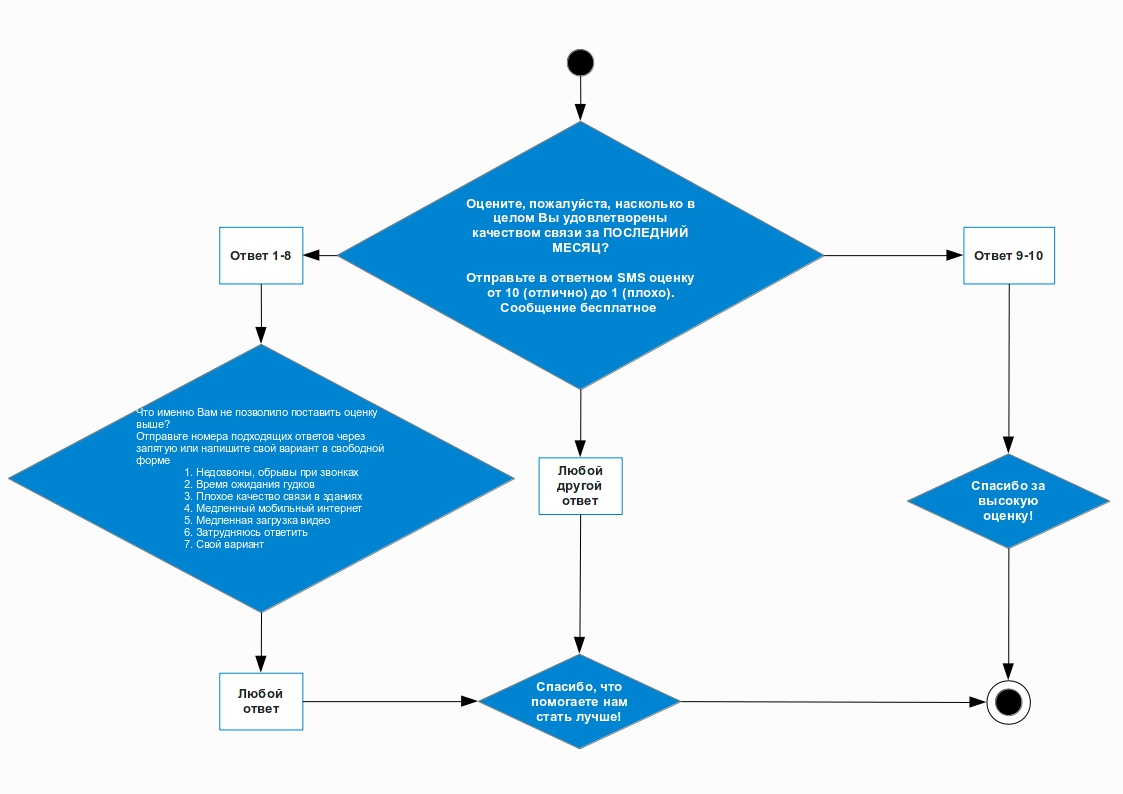 Оцените, пожалуйста, насколько в
целом Вы удовлетворены
качеством связи за ПОСЛЕДНИЙ
МЕСЯЦ?
Отправьте в ответном SMS оценку
от 10 (отлично) до 1 (плохо).
Сообщение бесплатное
Ответ 1-8
Ответ 9-10
Что именно Вам не позволило поставить оценку
выше?
Отправьте номера подходящих ответов через
запятую или напишите свой вариант в свободной
форме
1. Недозвоны, обрывы при звонках
2. Время ожидания гудков
3. Плохое качество связи в зданиях
4. Медленный мобильный интернет
5. Медленная загрузка видео
6. Затрудняюсь ответить
7. Свой вариант
Любой
другой
ответ
Спасибо за
высокую
оценку!
Любой
ответ
Спасибо, что
помогаете нам
стать лучше!